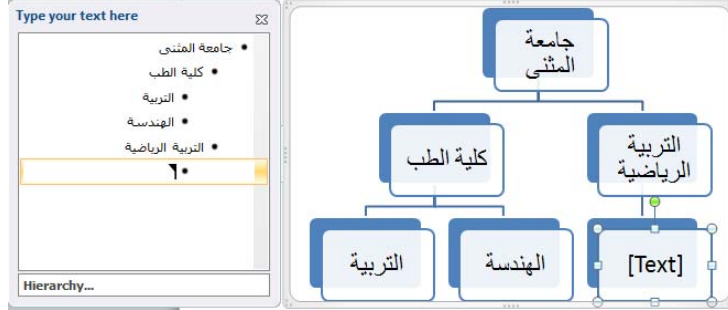 Type your text here
جامعة المثنى
كلية الطب
التربية
الهندسة
التربية الرياضية
Hierarchy...
جامعة
المثنى
كلية الطب
التربية
الرياضية
التربية
الهندسة
[Text]